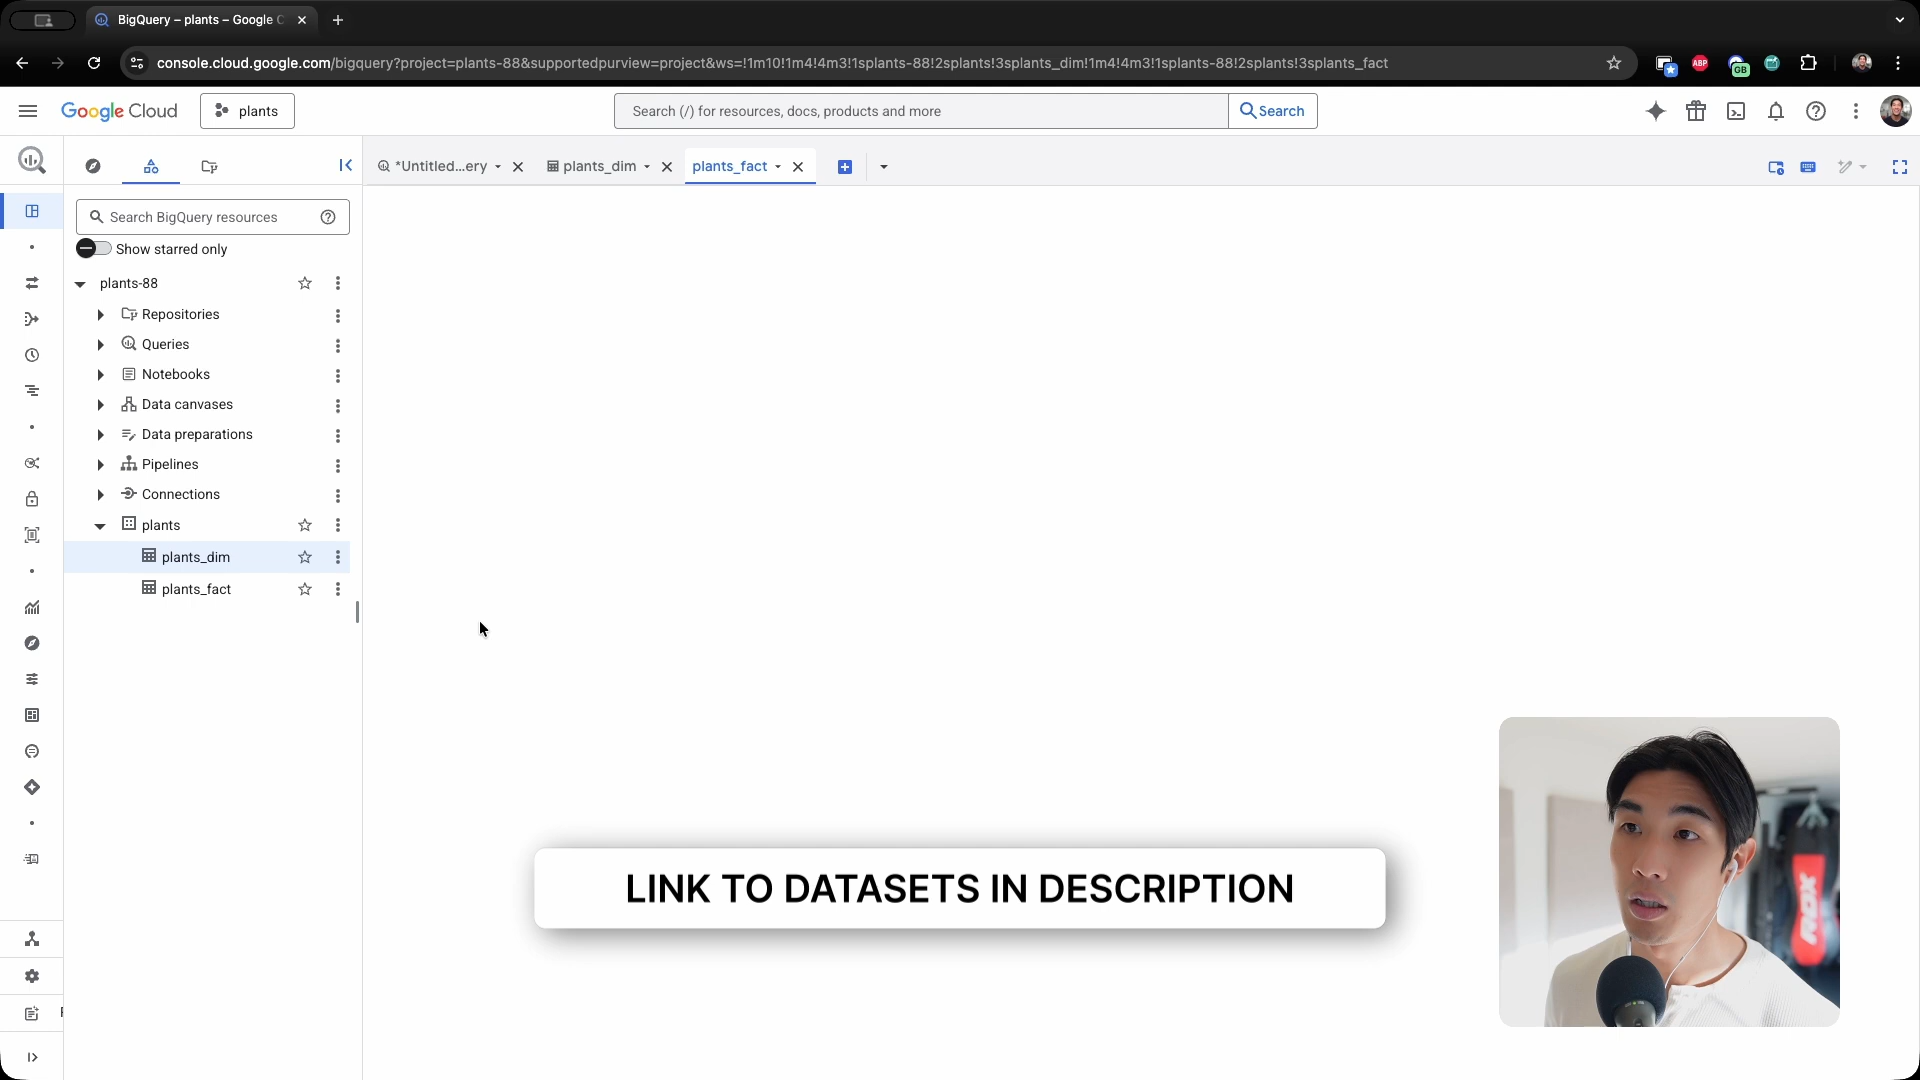 BigQuery – plants – Google C
console.cloud.google.com/bigquery?project=plants-88&supportedpurview=project&ws=!1m10!1m4!4m3!1splants-88!2splants!3splants_dim!1m4!4m3!1splants-88!2splants!3splants_fact
ABP
GB
Google Cloud
plants
Search (/) for resources, docs, products and more
Search
*Untitled...ery
plants_dim
plants_fact
Search BigQuery resources
Show starred only
plants-88
Repositories
Queries
Notebooks
Data canvases
Data preparations
Pipelines
Connections
plants
plants_dim
plants_fact
LINK TO DATASETS IN DESCRIPTION
RDX